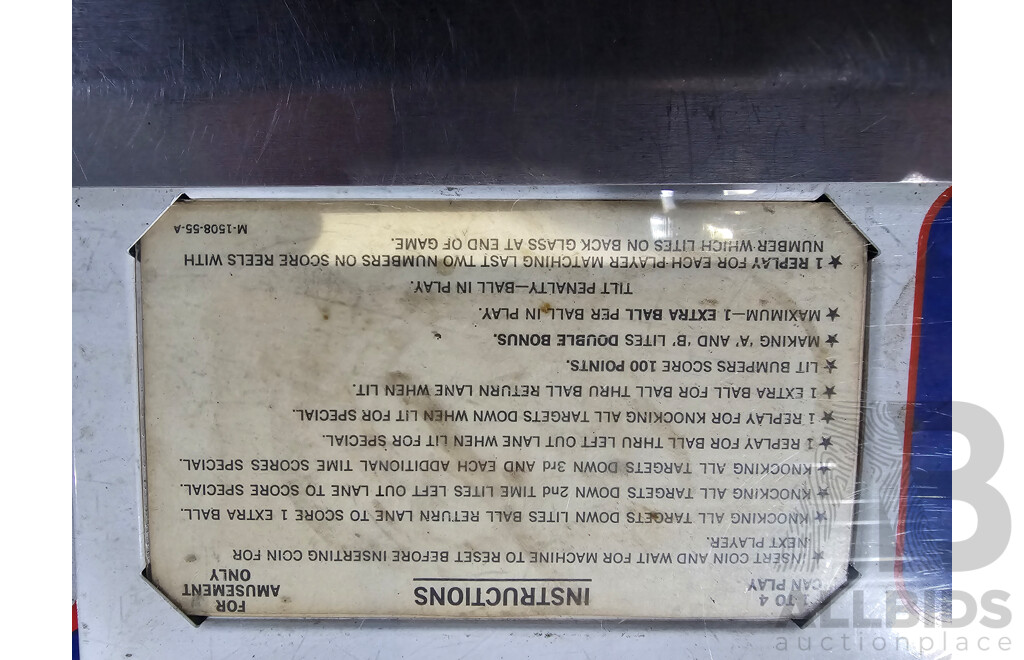 1 TO 4
CAN PLAY
INSTRUCTIONS
FOR
AMUSEMENT
ONLY
★ INSERT COIN AND WAIT FOR MACHINE TO RESET BEFORE INSERTING COIN FOR
NEXT PLAYER.
★ KNOCKING ALL TARGETS DOWN LITES BALL RETURN LANE TO SCORE 1 EXTRA BALL.
★ KNOCKING ALL TARGETS DOWN 2nd TIME LITES LEFT OUT LANE TO SCORE SPECIAL.
★ KNOCKING ALL TARGETS DOWN 3rd AND EACH ADDITIONAL TIME SCORES SPECIAL.
★ 1 REPLAY FOR BALL THRU LEFT OUT LANE WHEN LIT FOR SPECIAL.
★ 1 REPLAY FOR KNOCKING ALL TARGETS DOWN WHEN LIT FOR SPECIAL.
★ 1 EXTRA BALL FOR BALL THRU BALL RETURN LANE WHEN LIT.
★ LIT BUMPERS SCORE 100 POINTS.
★ MAKING 'A' AND 'B' LITES DOUBLE BONUS.
★ MAXIMUM—1 EXTRA BALL PER BALL IN PLAY.
TILT PENALTY—BALL IN PLAY.
★ 1 REPLAY FOR EACH PLAYER MATCHING LAST TWO NUMBERS ON SCORE REELS WITH
NUMBER WHICH LITES ON BACK GLASS AT END OF GAME.
M-1508-55-A
AB
ALLBIDS
auctionplace